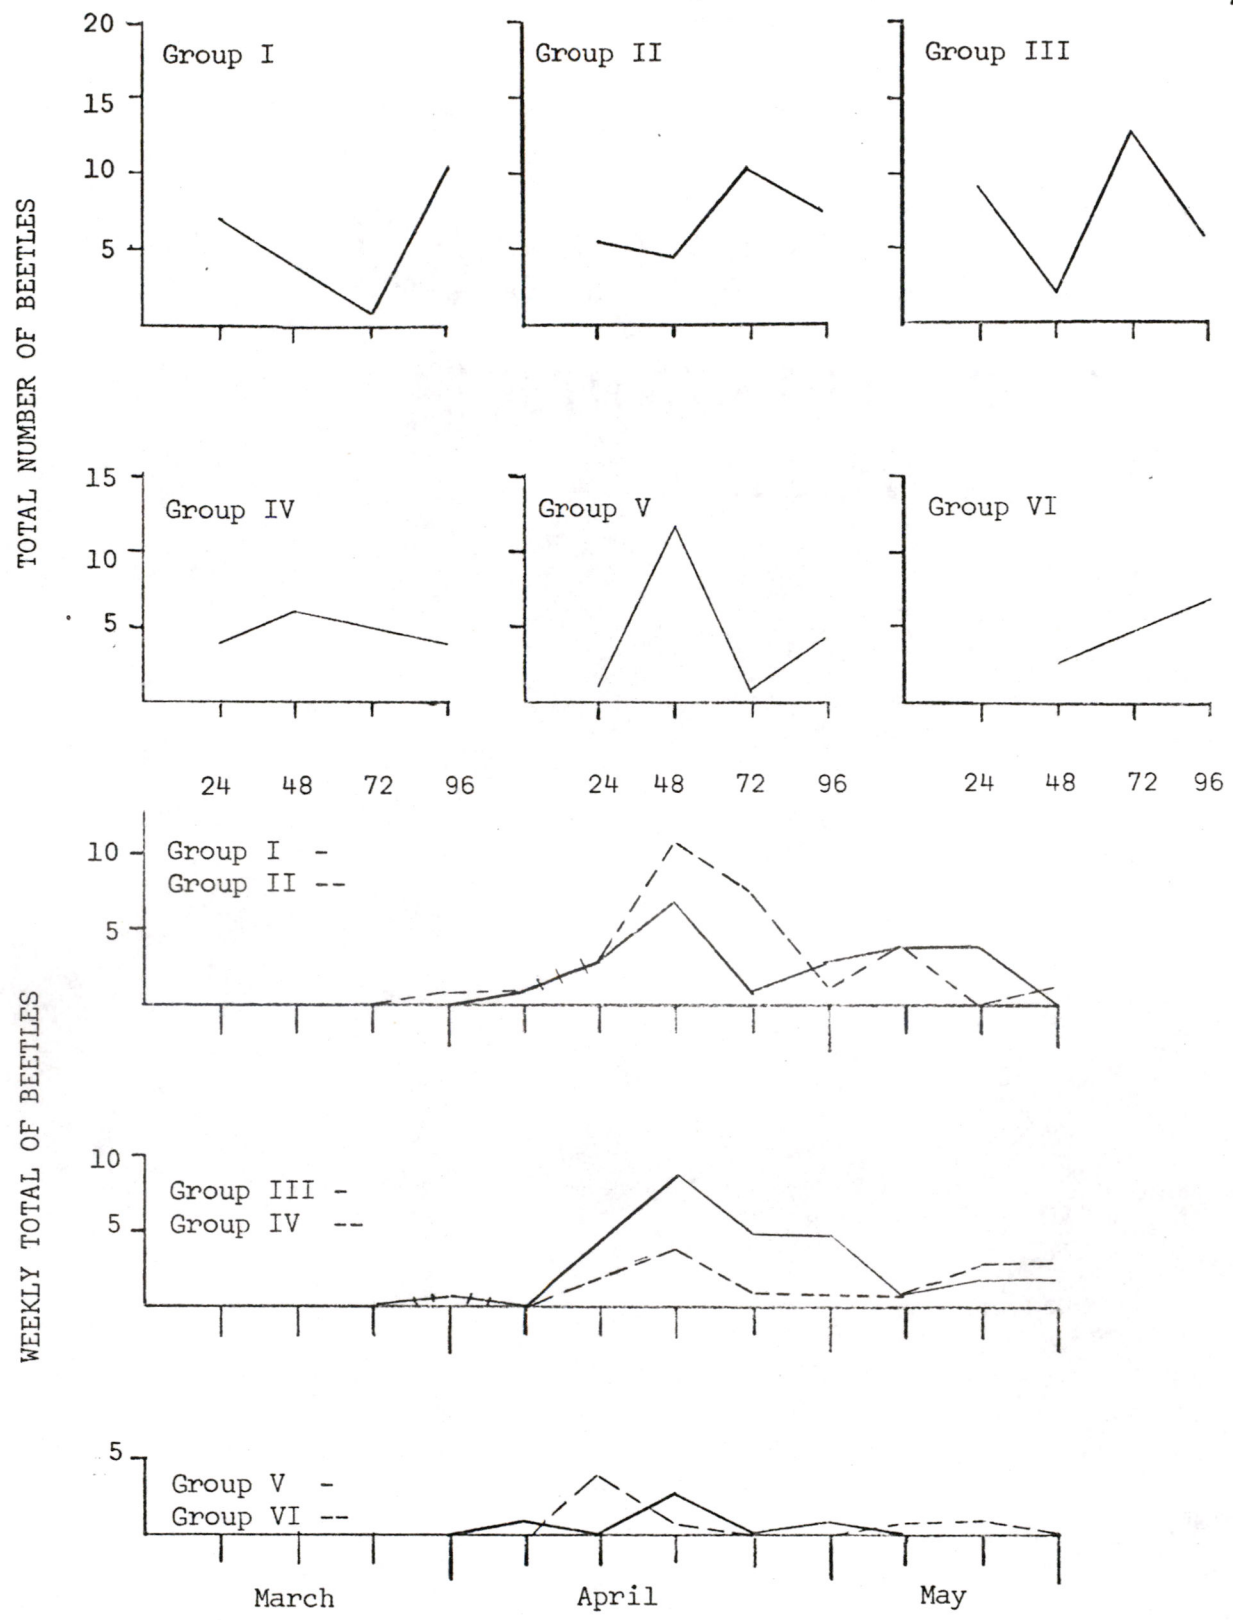 TOTAL NUMBER OF BEETLES
20
15
10
5
Group I
Group II
Group III
15
10
5
Group IV
Group V
Group VI
24 48 72 96 24 48 72 96 24 48 72 96
WEEKLY TOTAL OF BEETLES
10
5
Group I -
Group II --
10
5
Group III -
Group IV --
5
Group V -
Group VI --
March April May